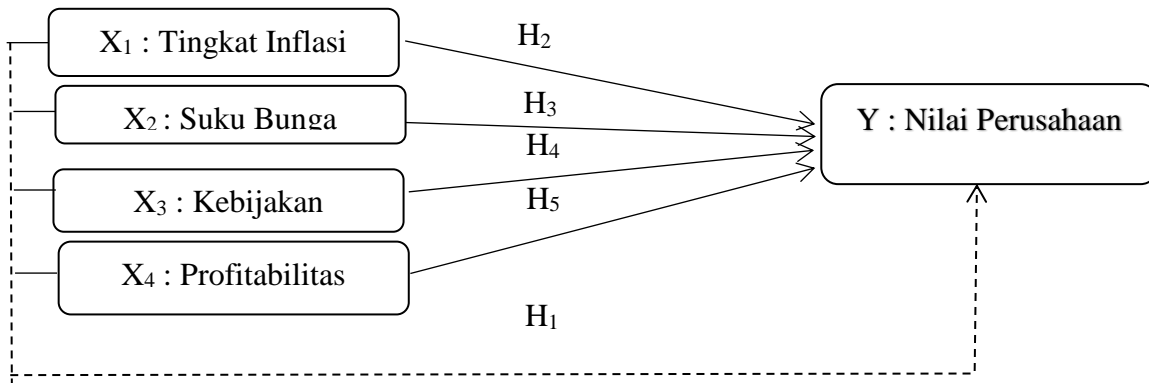 X₁ : Tingkat Inflasi
H₂
X₂ : Suku Bunga
H₃
Y : Nilai Perusahaan
H₄
X₃ : Kebijakan
H₅
X₄ : Profitabilitas
H₁